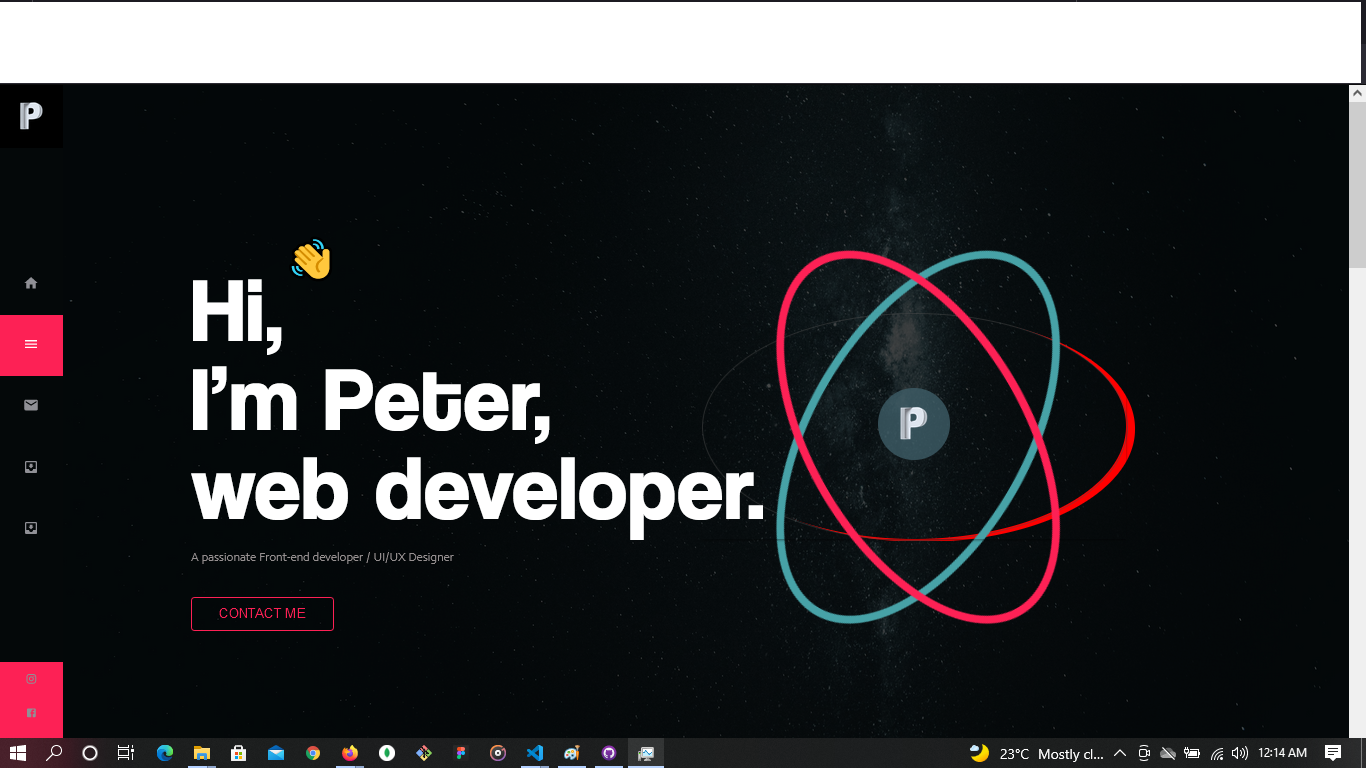 P
Hi,
I'm Peter,
web developer.
P
A passionate Front-end developer / UI/UX Designer
CONTACT ME
23°C Mostly cl...
12:14 AM